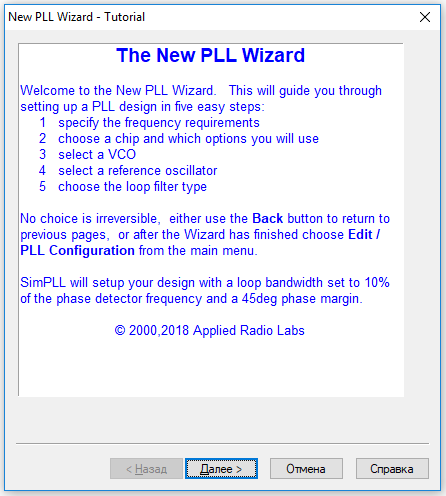 New PLL Wizard - Tutorial
The New PLL Wizard
Welcome to the New PLL Wizard. This will guide you through
setting up a PLL design in five easy steps:
1 specify the frequency requirements
2 choose a chip and which options you will use
3 select a VCO
4 select a reference oscillator
5 choose the loop filter type
No choice is irreversible, either use the Back button to return to
previous pages, or after the Wizard has finished choose Edit /
PLL Configuration from the main menu.
SimPLL will setup your design with a loop bandwidth set to 10%
of the phase detector frequency and a 45deg phase margin.
© 2000,2018 Applied Radio Labs
< Назад Далее > Отмена Справка